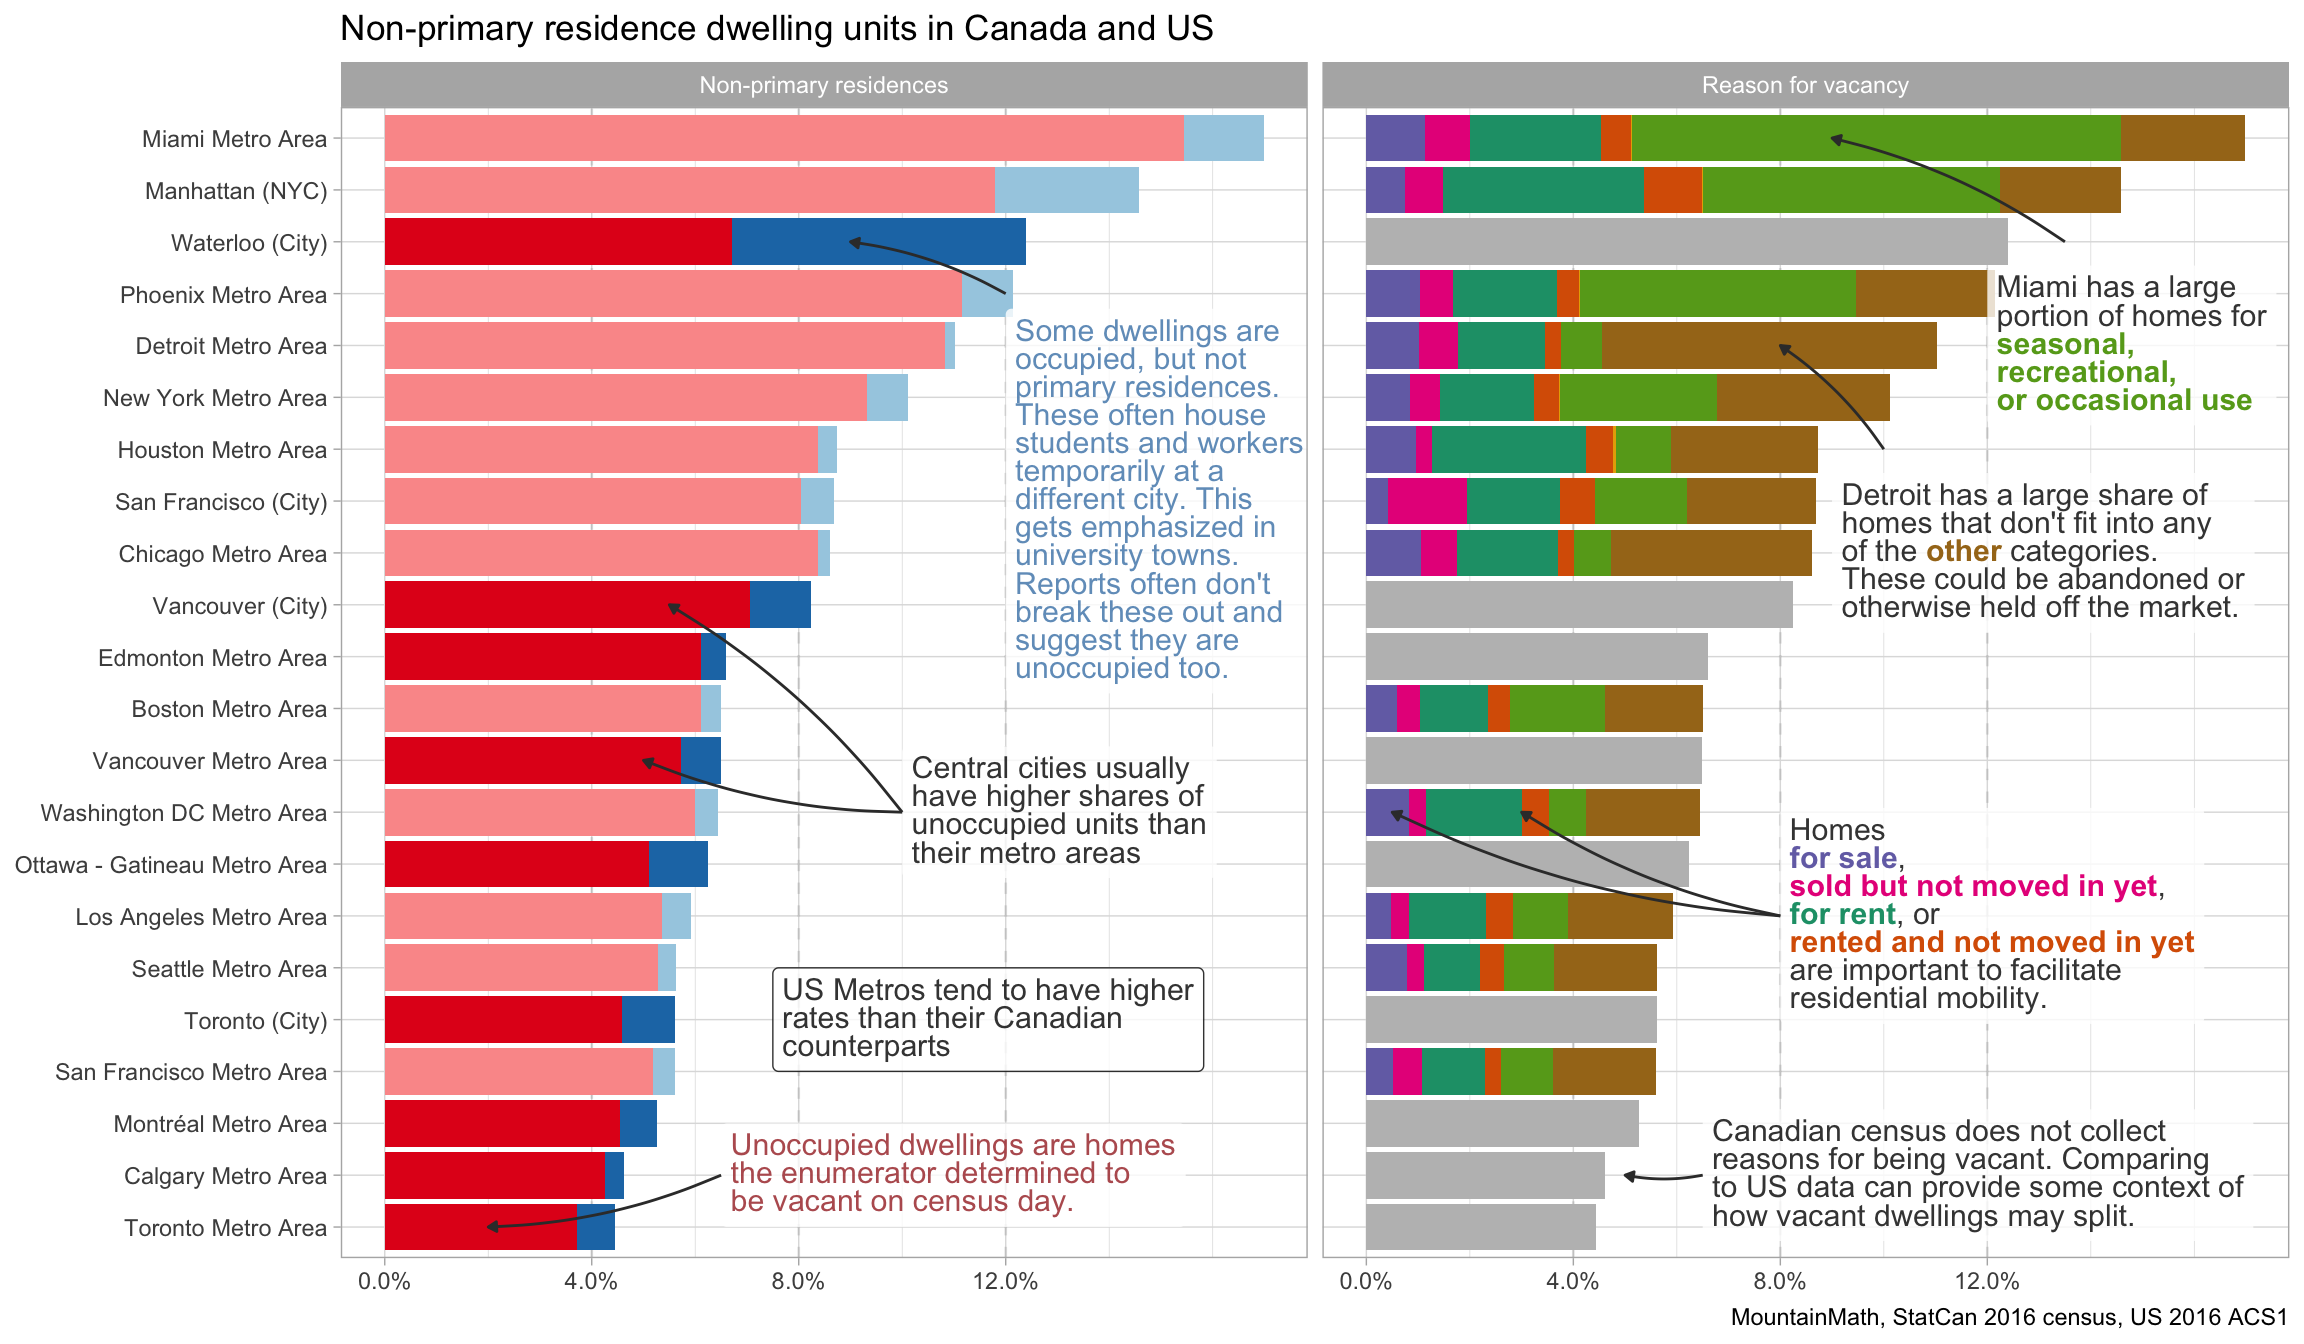 Non-primary residence dwelling units in Canada and US
Non-primary residences
Reason for vacancy
Miami Metro Area
Manhattan (NYC)
Waterloo (City)
Phoenix Metro Area
Detroit Metro Area
New York Metro Area
Houston Metro Area
San Francisco (City)
Chicago Metro Area
Vancouver (City)
Edmonton Metro Area
Boston Metro Area
Vancouver Metro Area
Washington DC Metro Area
Ottawa - Gatineau Metro Area
Los Angeles Metro Area
Seattle Metro Area
Toronto (City)
San Francisco Metro Area
Montréal Metro Area
Calgary Metro Area
Toronto Metro Area
Some dwellings are
occupied, but not
primary residences.
These often house
students and workers
temporarily at a
different city. This
gets emphasized in
university towns.
Reports often don't
break these out and
suggest they are
unoccupied too.
Central cities usually
have higher shares of
unoccupied units than
their metro areas
US Metros tend to have higher
rates than their Canadian
counterparts
Unoccupied dwellings are homes
the enumerator determined to
be vacant on census day.
Miami has a large
portion of homes for
seasonal,
recreational,
or occasional use
Detroit has a large share of
homes that don't fit into any
of the other categories.
These could be abandoned or
otherwise held off the market.
Homes
for sale,
sold but not moved in yet,
for rent, or
rented and not moved in yet
are important to facilitate
residential mobility.
Canadian census does not collect
reasons for being vacant. Comparing
to US data can provide some context of
how vacant dwellings may split.
0.0% 4.0% 8.0% 12.0%
0.0% 4.0% 8.0% 12.0%
MountainMath, StatCan 2016 census, US 2016 ACS1